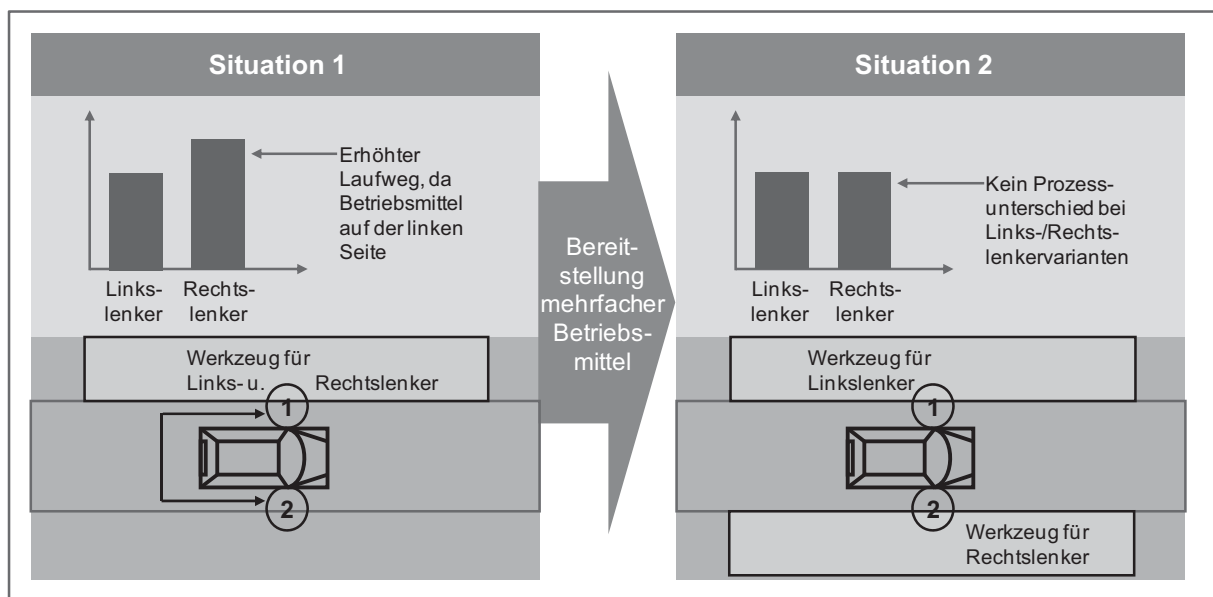 Situation 1
Erhöhter
Laufweg, da
Betriebsmittel
auf der linken
Seite
Links-
lenker
Rechts-
lenker
Werkzeug für
Links- u. Rechtslenker
1
2
Bereit-
stellung
mehrfacher
Betriebs-
mittel
Situation 2
Kein Prozess-
unterschied bei
Links-/Rechts-
lenkervarianten
Links-
lenker
Rechts-
lenker
Werkzeug für
Linkslenker
1
2
Werkzeug für
Rechtslenker